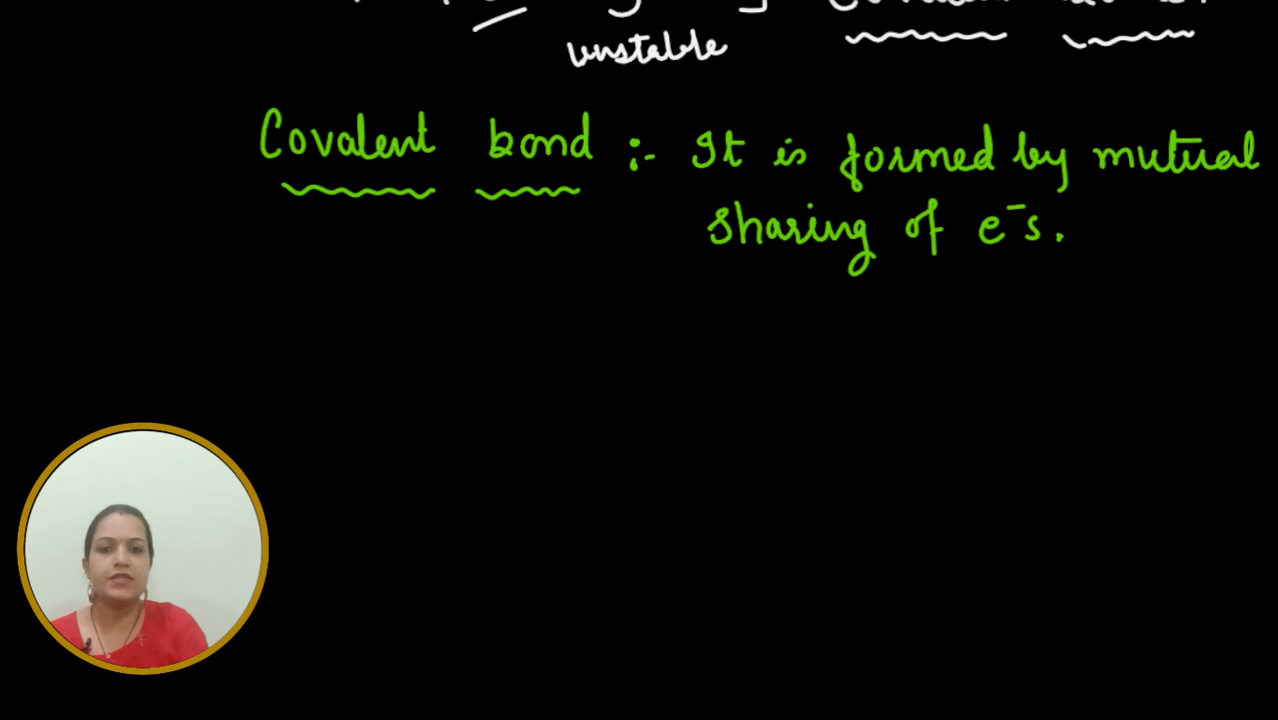 unstable
Covalent bond :- It is formed by mutual
sharing of e⁻s.